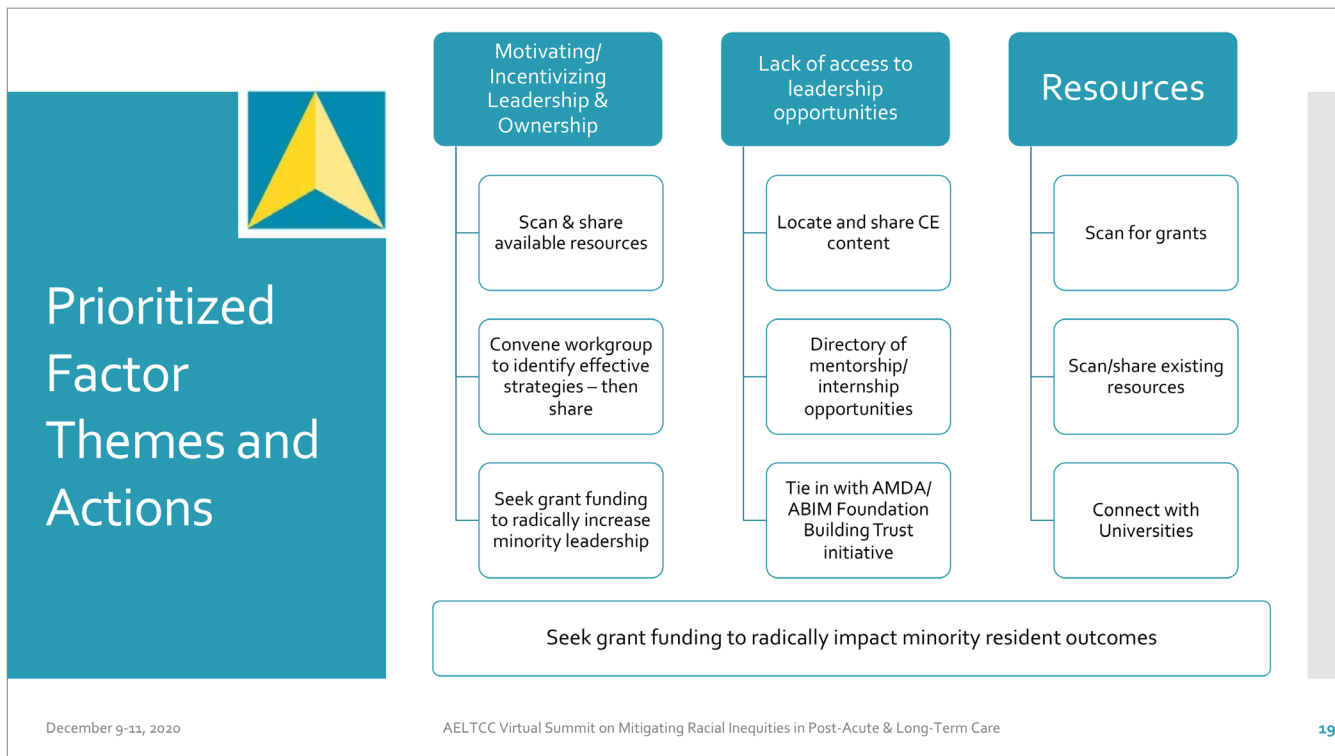 Prioritized
Factor
Themes and
Actions
Motivating/
Incentivizing
Leadership &
Ownership
Scan & share
available resources
Convene workgroup
to identify effective
strategies – then
share
Seek grant funding
to radically increase
minority leadership
Lack of access to
leadership
opportunities
Locate and share CE
content
Directory of
mentorship/
internship
opportunities
Tie in with AMDA/
ABIM Foundation
Building Trust
initiative
Resources
Scan for grants
Scan/share existing
resources
Connect with
Universities
Seek grant funding to radically impact minority resident outcomes
December 9-11, 2020
AELTCC Virtual Summit on Mitigating Racial Inequities in Post-Acute & Long-Term Care
19